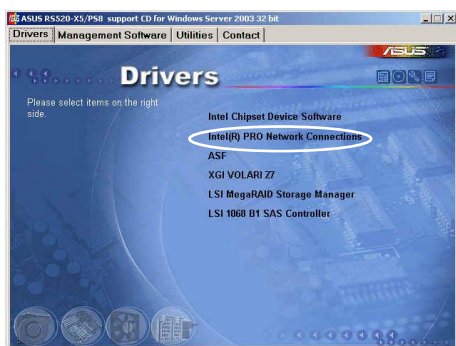 ASUS RS520-X5/PS8 support CD for Windows Server 2003 32 bit
Drivers Management Software Utilities Contact
/SUS
Drivers
Please select items on the right
side.
Intel Chipset Device Software
Intel(R) PRO Network Connections
ASF
XGI VOLARI Z7
LSI MegaRAID Storage Manager
LSI 1068 B1 SAS Controller